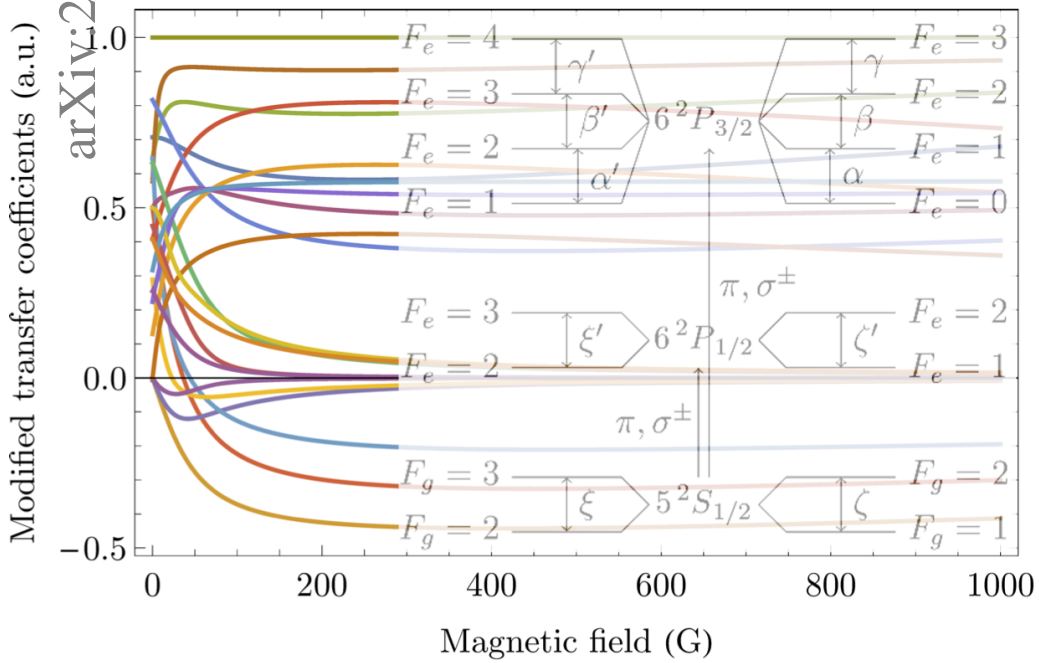 Modified transfer coefficients (a.u.)
arXiv:2
1.0
0.5
0.0
−0.5
0
200
400
600
800
1000
Magnetic field (G)
F_e = 4
F_e = 3
F_e = 2
F_e = 1
γ′
β′
α′
6 ²P_{3/2}
γ
β
α
F_e = 3
F_e = 2
F_e = 1
F_e = 0
π, σ^±
F_e = 3
F_e = 2
ξ′
6 ²P_{1/2}
ζ′
F_e = 2
F_e = 1
π, σ^±
F_g = 3
F_g = 2
ξ
5 ²S_{1/2}
ζ
F_g = 2
F_g = 1